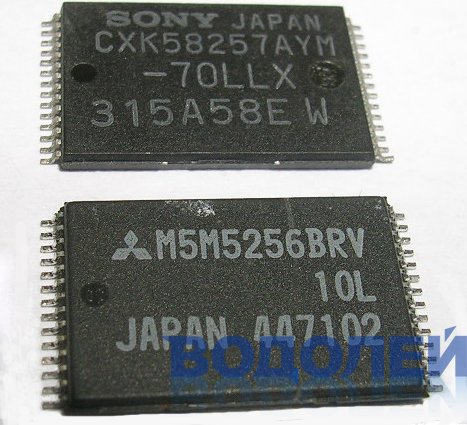 SONY JAPAN
CXK58257AYM
-70LLX
315A58E W
M5M5256BRV
10L
JAPAN A47102
ВОДОЛЕЙ